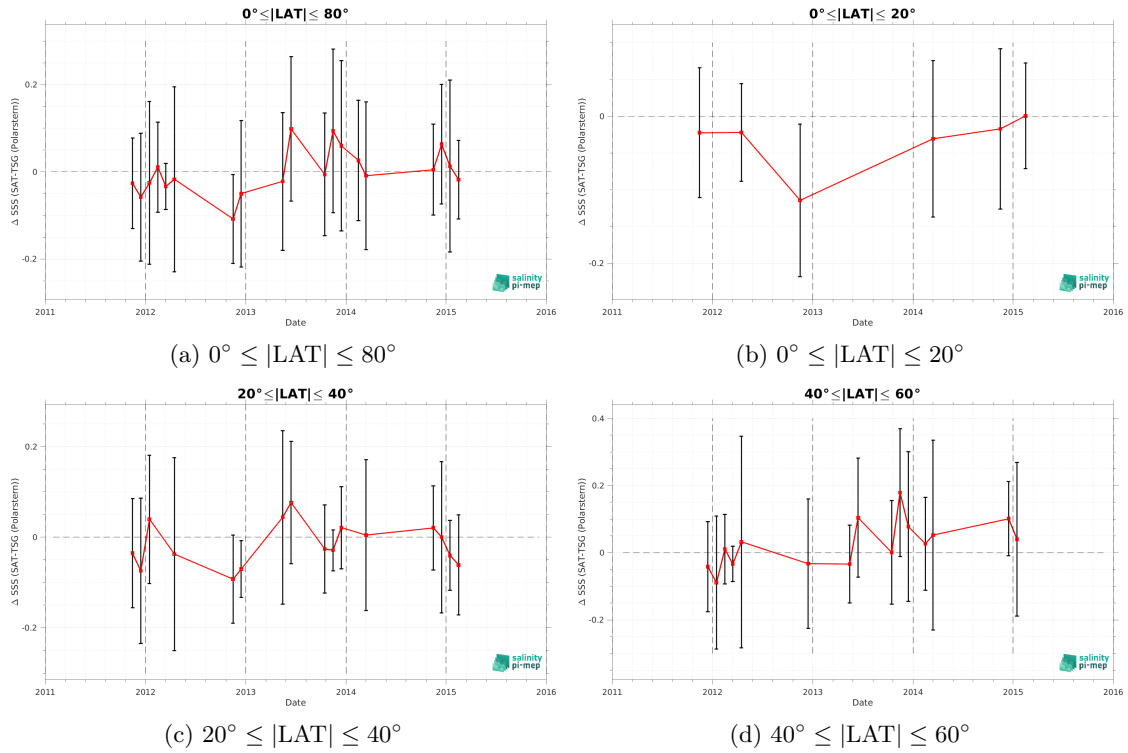 0°≤|LAT|≤ 80°
Δ SSS (SAT-TSG (Polarstern))
0.2
0
-0.2
2011
2012
2013
2014
2015
2016
Date
salinity
pi-mep
(a) 0° ≤ |LAT| ≤ 80°
0°≤|LAT|≤ 20°
Δ SSS (SAT-TSG (Polarstern))
0
-0.2
2011
2012
2013
2014
2015
2016
Date
salinity
pi-mep
(b) 0° ≤ |LAT| ≤ 20°
20°≤|LAT|≤ 40°
Δ SSS (SAT-TSG (Polarstern))
0.2
0
-0.2
2011
2012
2013
2014
2015
2016
Date
salinity
pi-mep
(c) 20° ≤ |LAT| ≤ 40°
40°≤|LAT|≤ 60°
Δ SSS (SAT-TSG (Polarstern))
0.4
0.2
0
-0.2
2011
2012
2013
2014
2015
2016
Date
salinity
pi-mep
(d) 40° ≤ |LAT| ≤ 60°